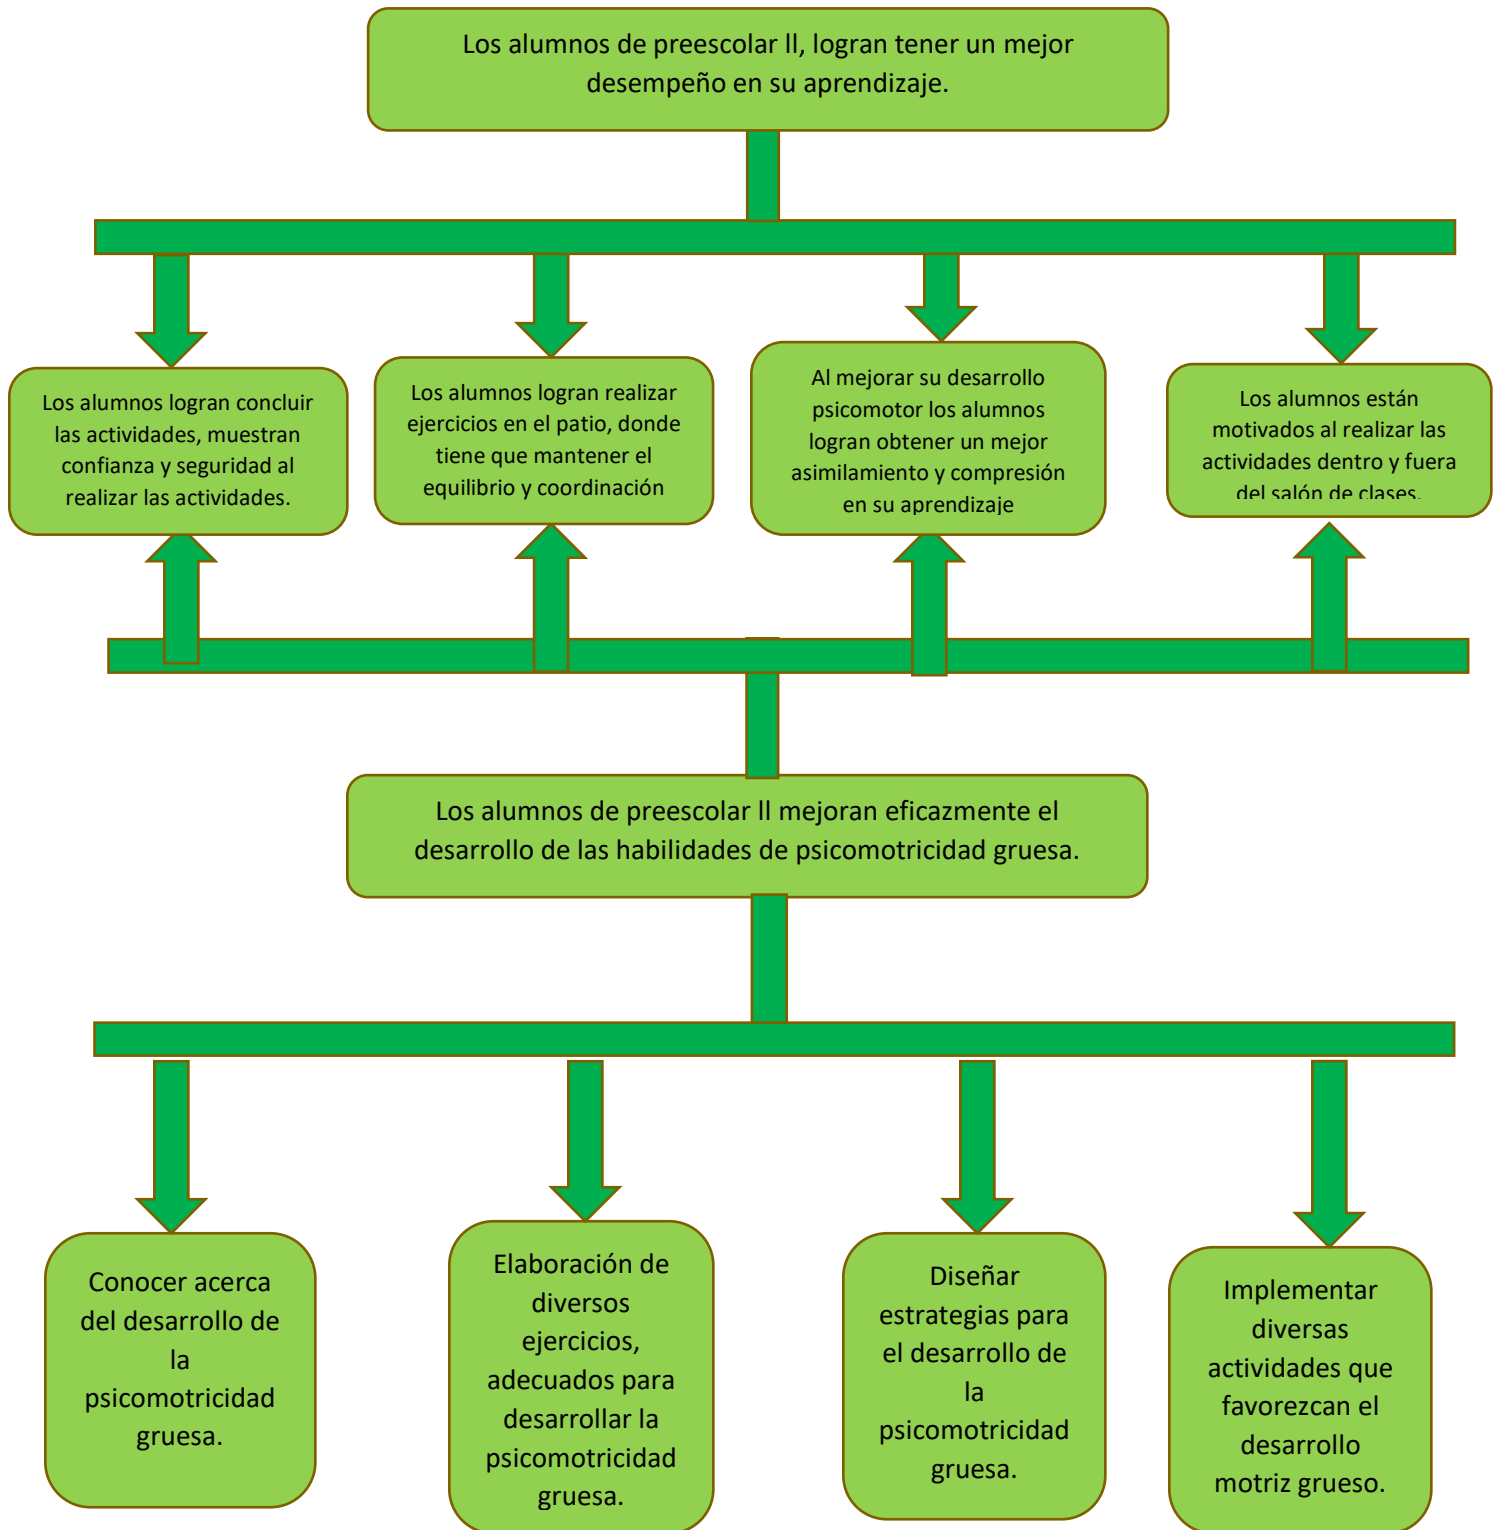 Los alumnos de preescolar ll, logran tener un mejor
desempeño en su aprendizaje.
Los alumnos logran concluir
las actividades, muestran
confianza y seguridad al
realizar las actividades.
Los alumnos logran realizar
ejercicios en el patio, donde
tiene que mantener el
equilibrio y coordinación
Al mejorar su desarrollo
psicomotor los alumnos
logran obtener un mejor
asimilamiento y compresión
en su aprendizaje
Los alumnos están
motivados al realizar las
actividades dentro y fuera
del salón de clases.
Los alumnos de preescolar ll mejoran eficazmente el
desarrollo de las habilidades de psicomotricidad gruesa.
Conocer acerca
del desarrollo de
la
psicomotricidad
gruesa.
Elaboración de
diversos
ejercicios,
adecuados para
desarrollar la
psicomotricidad
gruesa.
Diseñar
estrategias para
el desarrollo de
la
psicomotricidad
gruesa.
Implementar
diversas
actividades que
favorezcan el
desarrollo
motriz grueso.